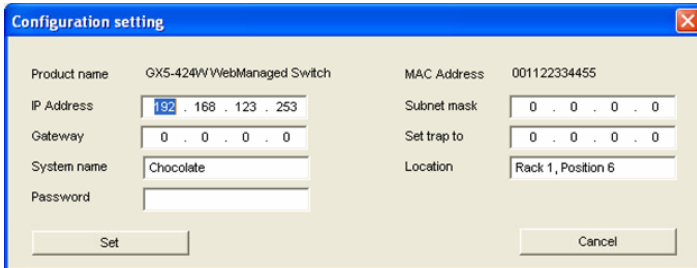 Configuration setting
Product name GX5-424W WebManaged Switch MAC Address 001122334455
IP Address 192 . 168 . 123 . 253 Subnet mask 0 . 0 . 0 . 0
Gateway 0 . 0 . 0 . 0 Set trap to 0 . 0 . 0 . 0
System name Chocolate Location Rack 1, Position 6
Password
Set Cancel